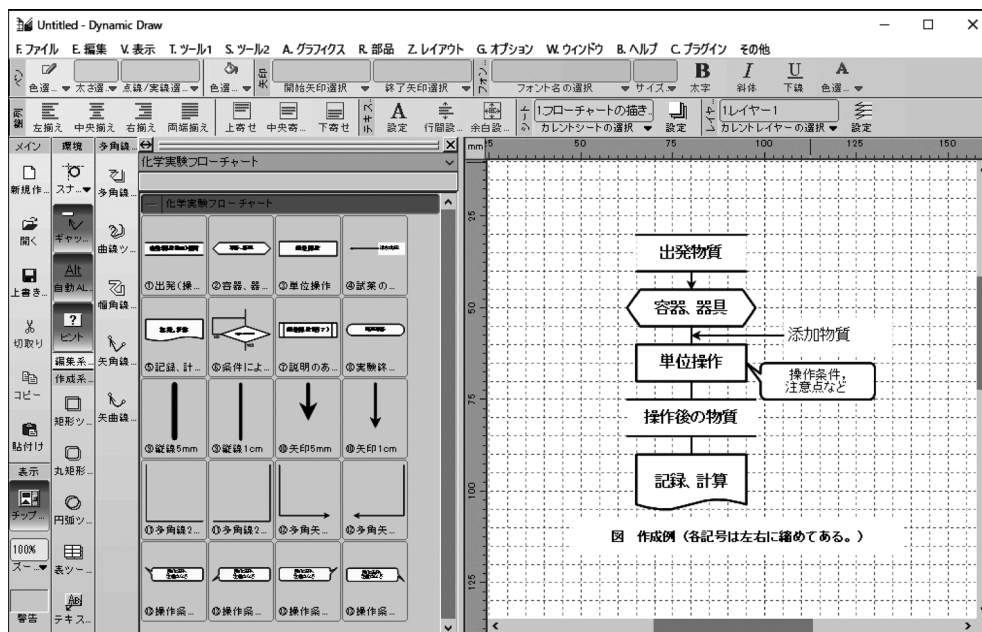 Untitled - Dynamic Draw
F.ファイル E.編集 V.表示 T.ツール1 S.ツール2 A.グラフィクス R.部品 Z.レイアウト G.オプション W.ウィンドウ B.ヘルプ C.プラグイン その他
色選... 太さ選... 点線/実線選... 色選... 矢印 開始矢印選択 終了矢印選択 フォント名の選択 サイズ... B 太字 I 斜体 U 下線 A 色選...
左揃え 中央揃え 右揃え 両端揃え 上寄せ 中央寄... 下寄せ A 設定 行間設... 余白設... 1.フローチャートの描き カレントシートの選択 設定 1.レイヤー1 カレントレイヤーの選択 設定
メイン 環境 多角線...
化学実験フローチャート
化学実験フローチャート
新規作... スナ... 多角線...
開く ギャッ... 曲線ツ...
上書き... Alt 自動AL... 幅角線...
切取り ? ヒント 矢角線...
編集系...
コピー 作成系... 矢曲線...
矩形ツ...
貼付け 丸矩形...
表示
チップ... 円弧ツ...
100% 表ツー...
ズー...
警告 テキス...
①出発(操... ②容器、器... ③単位操作 ④試薬の...
⑤記録、計... ⑥条件によ... ⑦説明のあ... ⑧実験終...
⑨縦線5mm ⑨縦線1cm ⑩矢印5mm ⑩矢印1cm
⑪多角線2... ⑪多角線2... ⑫多角矢... ⑫多角矢...
⑬操作条... ⑬操作条... ⑬操作条... ⑬操作条...
mm 50 75 100 125 150
25
50
75
100
125
出発物質
容器、器具
添加物質
単位操作
操作条件,
注意点など
操作後の物質
記録、計算
図 作成例(各記号は左右に縮めてある。)